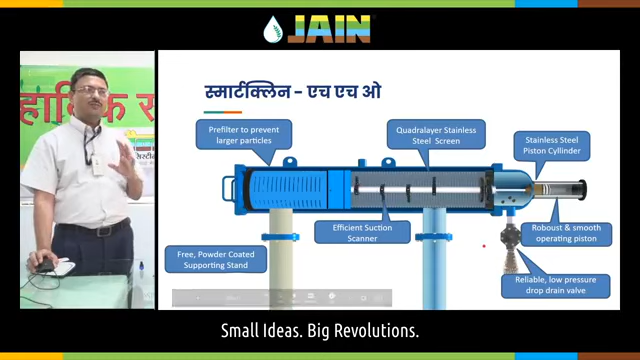 JAIN
हार्दिक
स्मार्टक्लिन - एच एच ओ
Prefilter to prevent
larger particles
Quadralayer Stainless
Steel Screen
Stainless Steel
Piston Cyllinder
Efficient Suction
Scanner
Free, Powder Coated
Supporting Stand
Roboust & smooth
operating piston
Reliable, low pressure
drop drain valve
Small Ideas. Big Revolutions.